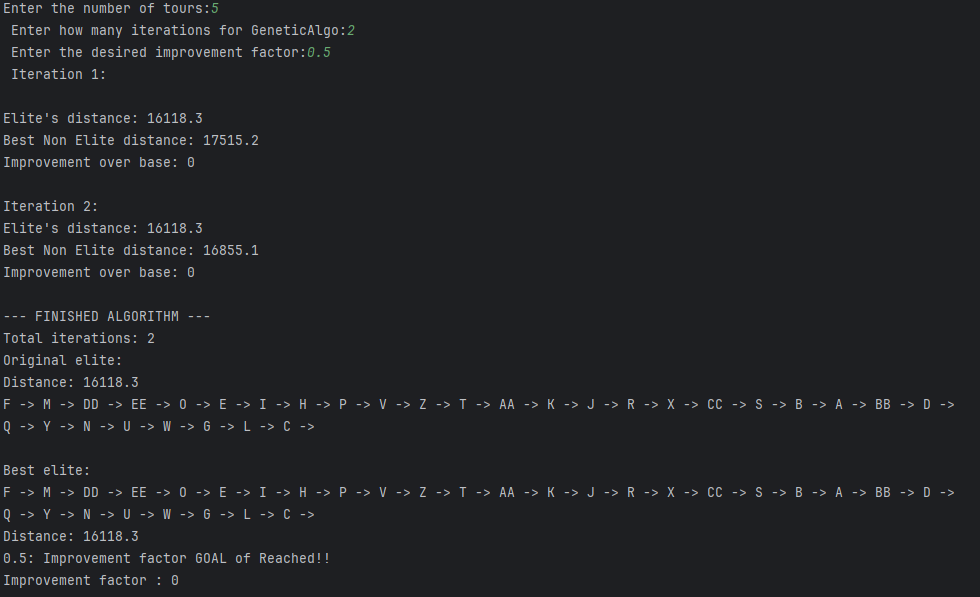 Enter the number of tours:5
Enter how many iterations for GeneticAlgo:2
Enter the desired improvement factor:0.5
Iteration 1:
Elite's distance: 16118.3
Best Non Elite distance: 17515.2
Improvement over base: 0
Iteration 2:
Elite's distance: 16118.3
Best Non Elite distance: 16855.1
Improvement over base: 0
--- FINISHED ALGORITHM ---
Total iterations: 2
Original elite:
Distance: 16118.3
F -> M -> DD -> EE -> O -> E -> I -> H -> P -> V -> Z -> T -> AA -> K -> J -> R -> X -> CC -> S -> B -> A -> BB -> D ->
Q -> Y -> N -> U -> W -> G -> L -> C ->
Best elite:
F -> M -> DD -> EE -> O -> E -> I -> H -> P -> V -> Z -> T -> AA -> K -> J -> R -> X -> CC -> S -> B -> A -> BB -> D ->
Q -> Y -> N -> U -> W -> G -> L -> C ->
Distance: 16118.3
0.5: Improvement factor GOAL of Reached!!
Improvement factor : 0